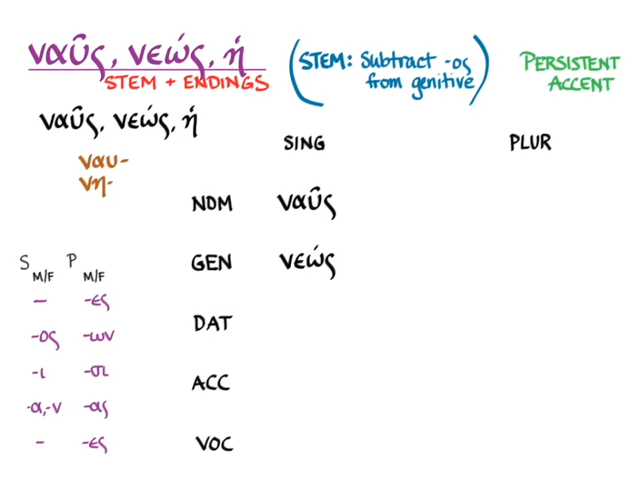 ναῦς, νεώς, ἡ
STEM + ENDINGS
(STEM: Subtract -ος
from genitive)
PERSISTENT
ACCENT
ναῦς, νεώς, ἡ
ναυ-
νη-
SING PLUR
NOM ναῦς
GEN νεώς
DAT
ACC
VOC
S P
M/F M/F
– -ες
-ος -ων
-ι -σι
-α,-ν -ας
– -ες